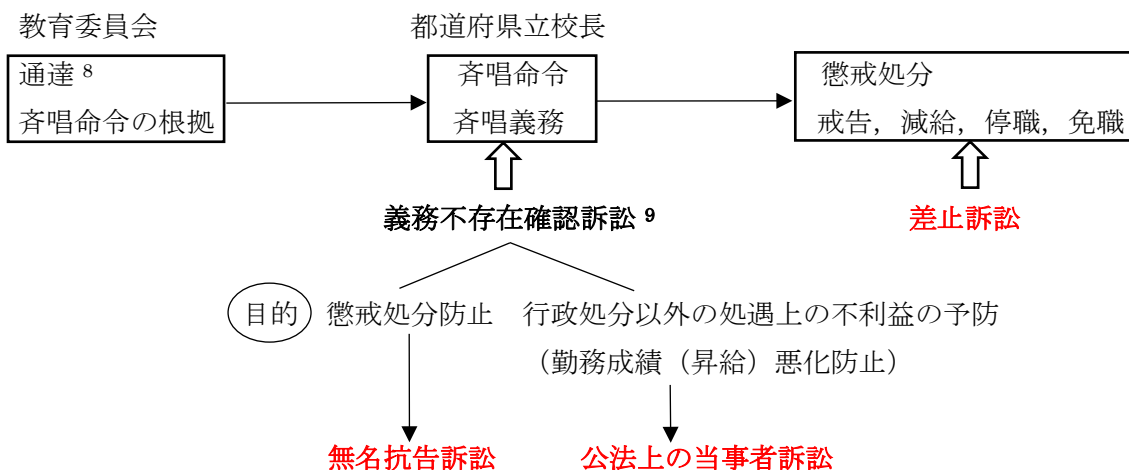 教育委員会
都道府県立校長
通達 8
斉唱命令の根拠
斉唱命令
斉唱義務
懲戒処分
戒告，減給，停職，免職
義務不存在確認訴訟 9
差止訴訟
目的
懲戒処分防止
行政処分以外の処遇上の不利益の予防
（勤務成績（昇給）悪化防止）
無名抗告訴訟
公法上の当事者訴訟